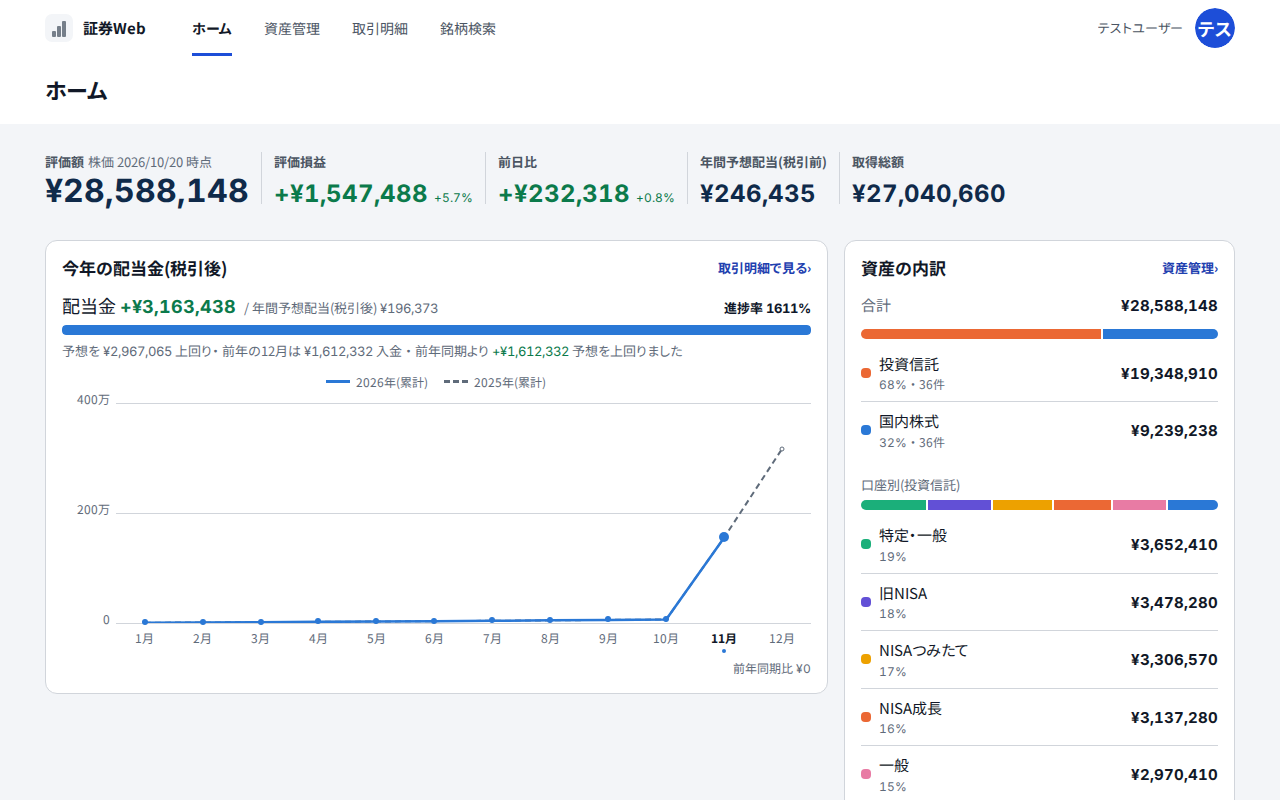 証券Web ホーム 資産管理 取引明細 銘柄検索 テストユーザー テス
ホーム
評価額 株価 2026/10/20 時点
¥28,588,148
評価損益
+¥1,547,488 +5.7%
前日比
+¥232,318 +0.8%
年間予想配当(税引前)
¥246,435
取得総額
¥27,040,660
今年の配当金(税引後) 取引明細で見る›
配当金 +¥3,163,438 / 年間予想配当(税引後) ¥196,373 進捗率 1611%
予想を ¥2,967,065 上回り・前年の12月は ¥1,612,332 入金・前年同期より +¥1,612,332 予想を上回りました
2026年(累計) 2025年(累計)
400万
200万
0
1月 2月 3月 4月 5月 6月 7月 8月 9月 10月 11月 12月
前年同期比 ¥0
資産の内訳 資産管理›
合計 ¥28,588,148
投資信託 ¥19,348,910
68%・36件
国内株式 ¥9,239,238
32%・36件
口座別(投資信託)
特定・一般 ¥3,652,410
19%
旧NISA ¥3,478,280
18%
NISAつみたて ¥3,306,570
17%
NISA成長 ¥3,137,280
16%
一般 ¥2,970,410
15%